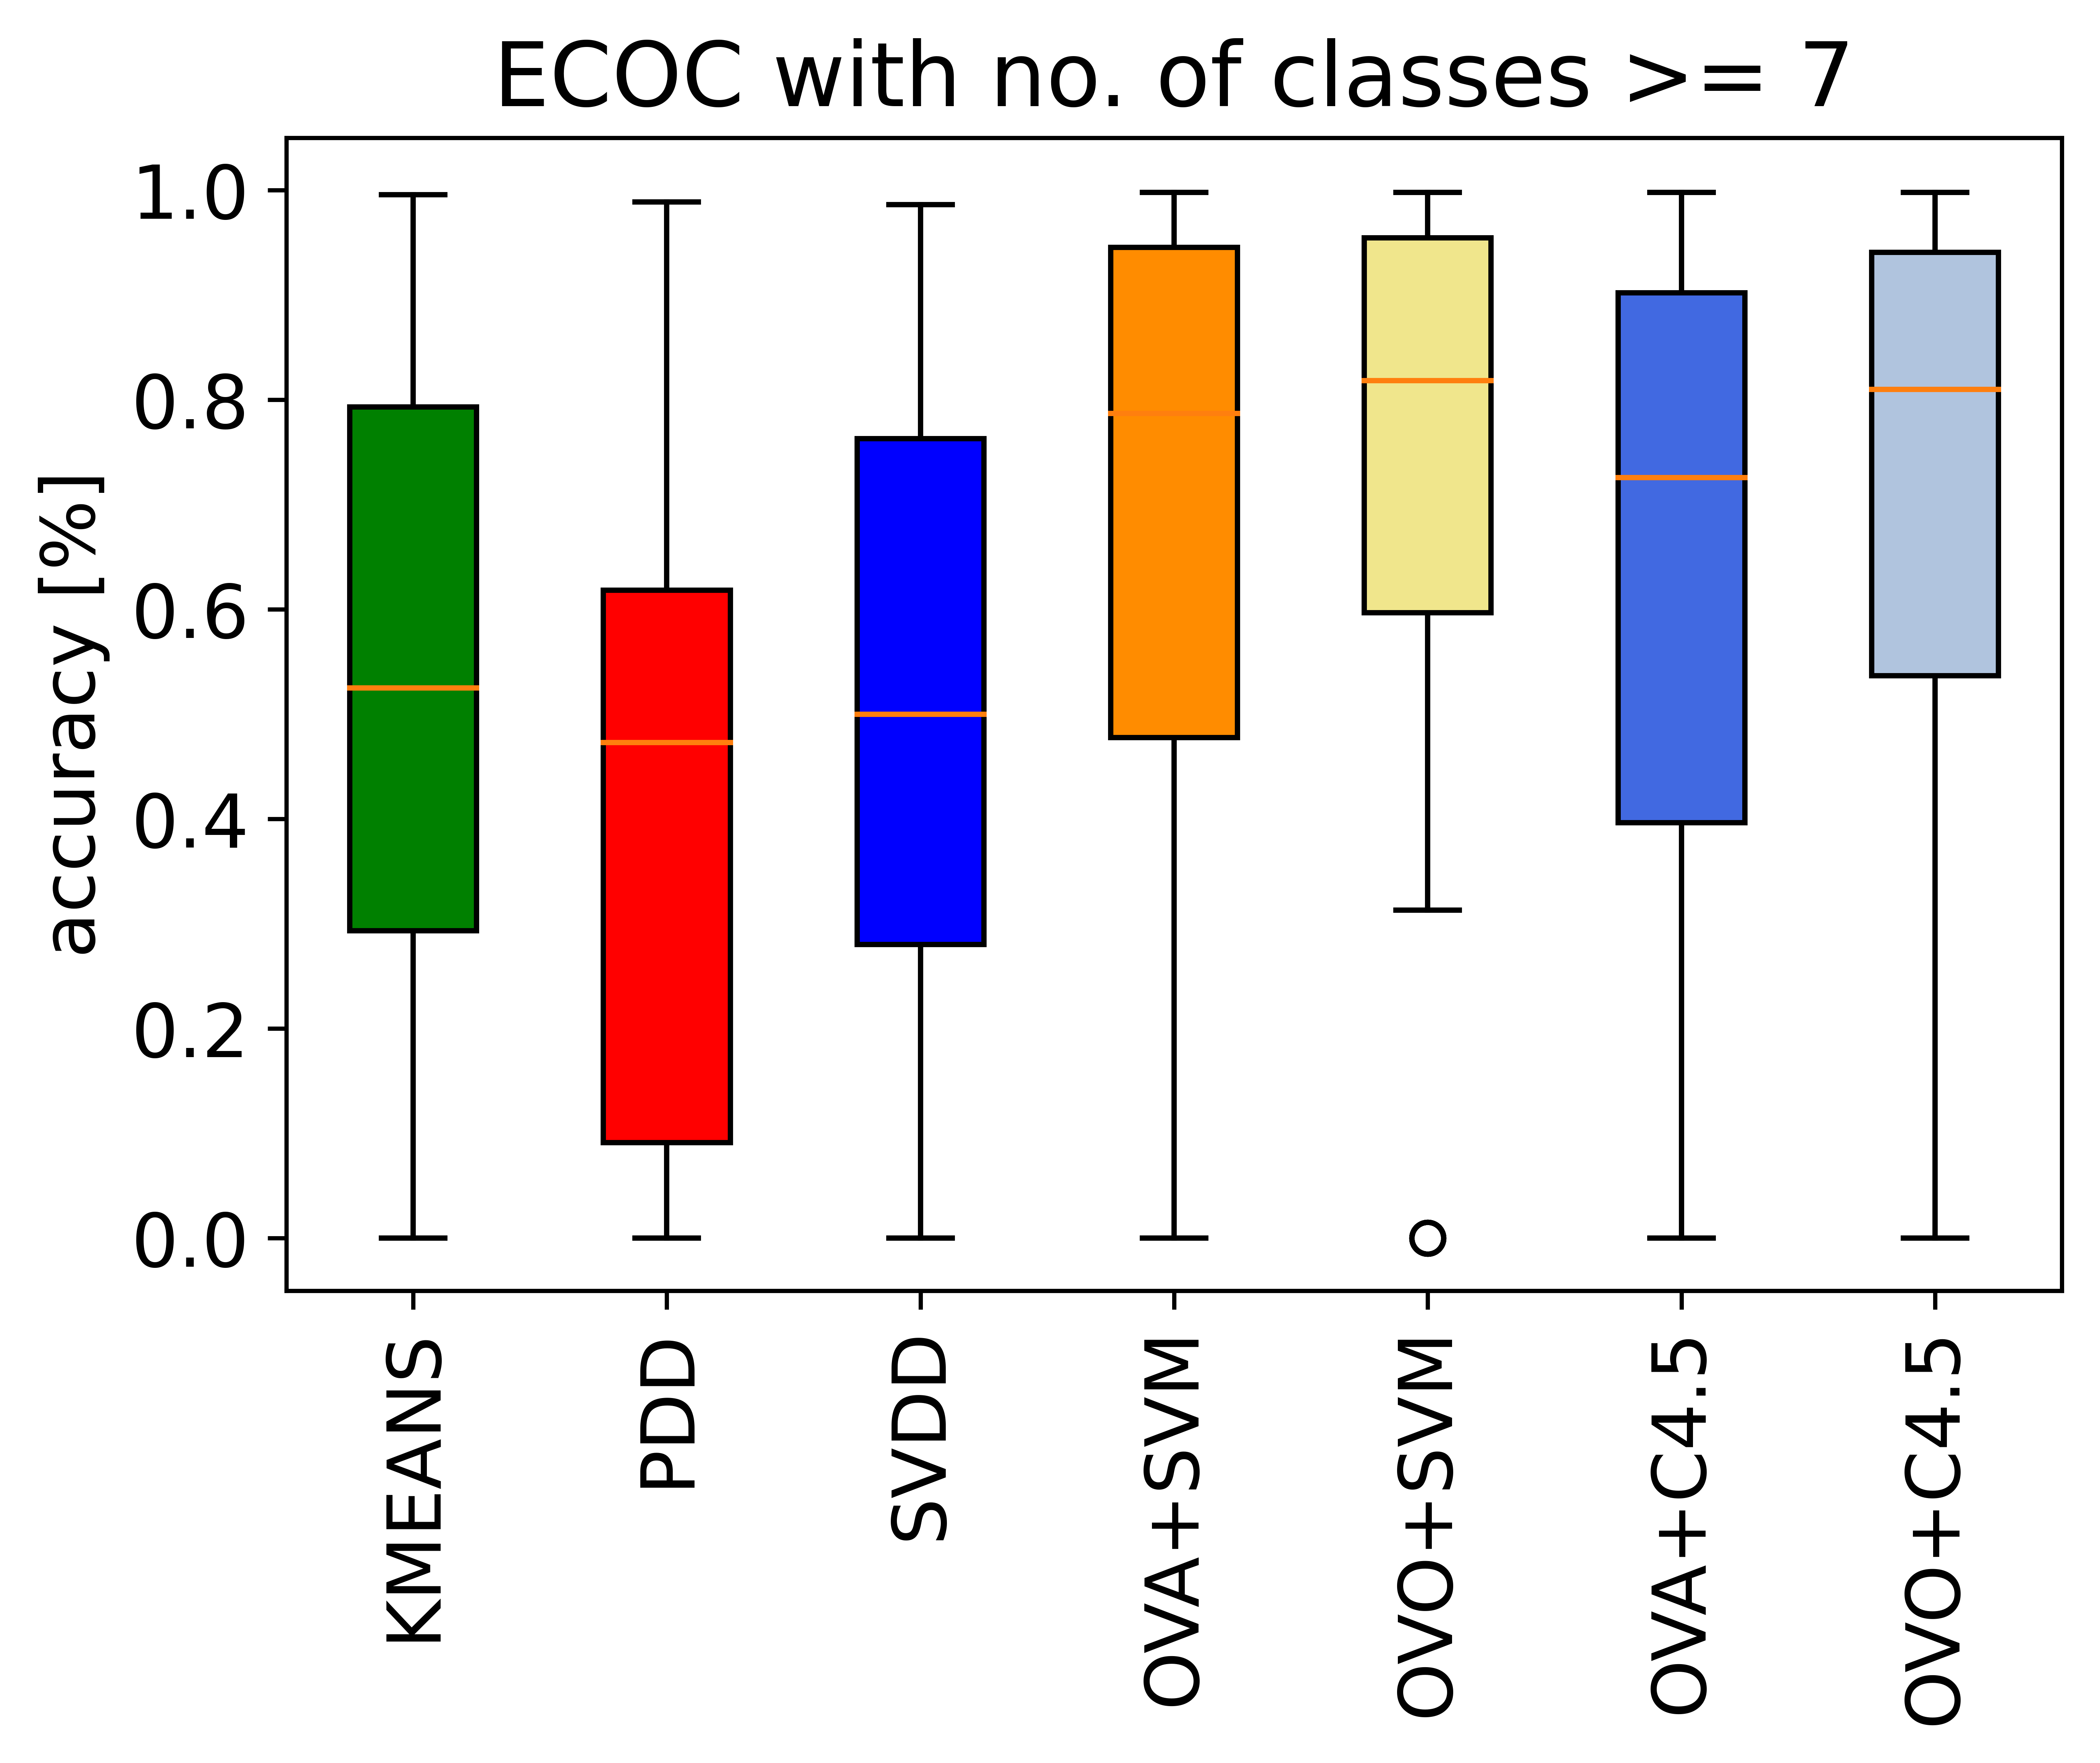 ECOC with no. of classes >= 7
accuracy [%]
1.0
0.8
0.6
0.4
0.2
0.0
KMEANS
PDD
SVDD
OVA+SVM
OVO+SVM
OVA+C4.5
OVO+C4.5